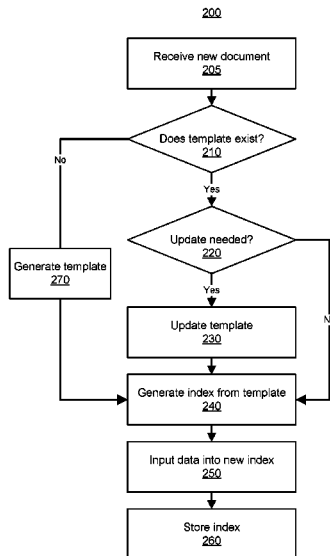 200
Receive new document
205
Does template exist?
210
No
Yes
Update needed?
220
Generate template
270
Yes
N
Update template
230
Generate index from template
240
Input data into new index
250
Store index
260